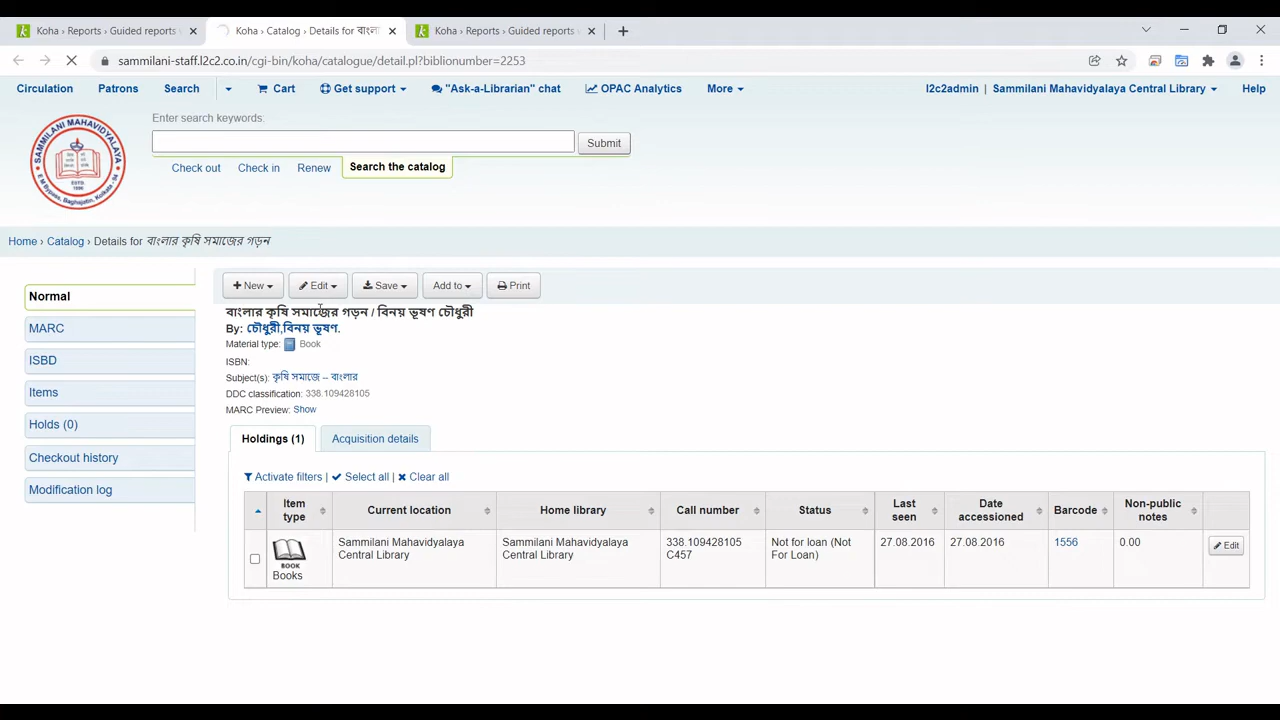 Koha › Reports › Guided reports
Koha › Catalog › Details for বাংল
Koha › Reports › Guided reports
sammilani-staff.l2c2.co.in/cgi-bin/koha/catalogue/detail.pl?biblionumber=2253
Circulation Patrons Search Cart Get support "Ask-a-Librarian" chat OPAC Analytics More l2c2admin | Sammilani Mahavidyalaya Central Library Help
SAMMILANI MAHAVIDYALAYA
E M Bypass, Baghajatin, Kolkata - 94
Enter search keywords:
Submit
Check out Check in Renew Search the catalog
Home › Catalog › Details for বাংলার কৃষি সমাজের গড়ন
Normal
MARC
ISBD
Items
Holds (0)
Checkout history
Modification log
New Edit Save Add to Print
বাংলার কৃষি সমাজের গড়ন / বিনয় ভূষণ চৌধুরী
By: চৌধুরী,বিনয় ভূষণ.
Material type: Book
ISBN:
Subject(s): কৃষি সমাজে – বাংলার
DDC classification: 338.109428105
MARC Preview: Show
Holdings (1) Acquisition details
Activate filters | Select all | Clear all
Item type Current location Home library Call number Status Last seen Date accessioned Barcode Non-public notes
BOOK
Books
Sammilani Mahavidyalaya Central Library
Sammilani Mahavidyalaya Central Library
338.109428105 C457
Not for loan (Not For Loan)
27.08.2016
27.08.2016
1556
0.00
Edit